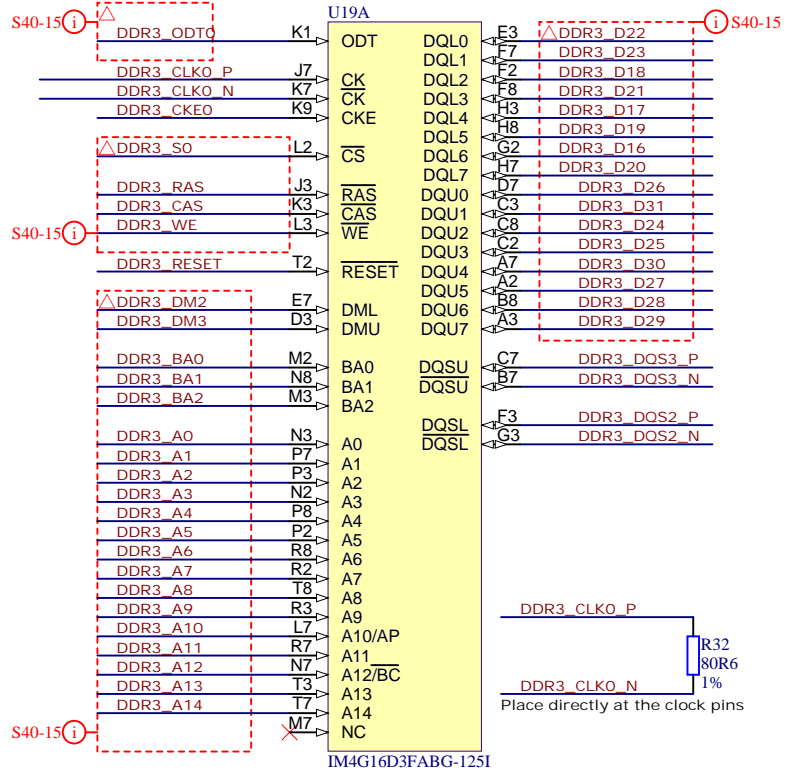 U19A
S40-15 i
DDR3_ODT0 K1 ODT
DDR3_CLK0_P J7 CK
DDR3_CLK0_N K7 CK
DDR3_CKE0 K9 CKE
DDR3_S0 L2 CS
DDR3_RAS J3 RAS
DDR3_CAS K3 CAS
S40-15 i DDR3_WE L3 WE
DDR3_RESET T2 RESET
DDR3_DM2 E7 DML
DDR3_DM3 D3 DMU
DDR3_BA0 M2 BA0
DDR3_BA1 N8 BA1
DDR3_BA2 M3 BA2
DDR3_A0 N3 A0
DDR3_A1 P7 A1
DDR3_A2 P3 A2
DDR3_A3 N2 A3
DDR3_A4 P8 A4
DDR3_A5 P2 A5
DDR3_A6 R8 A6
DDR3_A7 R2 A7
DDR3_A8 T8 A8
DDR3_A9 R3 A9
DDR3_A10 L7 A10/AP
DDR3_A11 R7 A11
DDR3_A12 N7 A12/BC
DDR3_A13 T3 A13
DDR3_A14 T7 A14
S40-15 i M7 NC
i S40-15
DQL0 E3 DDR3_D22
DQL1 F7 DDR3_D23
DQL2 F2 DDR3_D18
DQL3 F8 DDR3_D21
DQL4 H3 DDR3_D17
DQL5 H8 DDR3_D19
DQL6 G2 DDR3_D16
DQL7 H7 DDR3_D20
DQU0 D7 DDR3_D26
DQU1 C3 DDR3_D31
DQU2 C8 DDR3_D24
DQU3 C2 DDR3_D25
DQU4 A7 DDR3_D30
DQU5 A2 DDR3_D27
DQU6 B8 DDR3_D28
DQU7 A3 DDR3_D29
DQSU C7 DDR3_DQS3_P
DQSU B7 DDR3_DQS3_N
DQSL F3 DDR3_DQS2_P
DQSL G3 DDR3_DQS2_N
DDR3_CLK0_P
R32
80R6
1%
DDR3_CLK0_N
Place directly at the clock pins
IM4G16D3FABG-125I